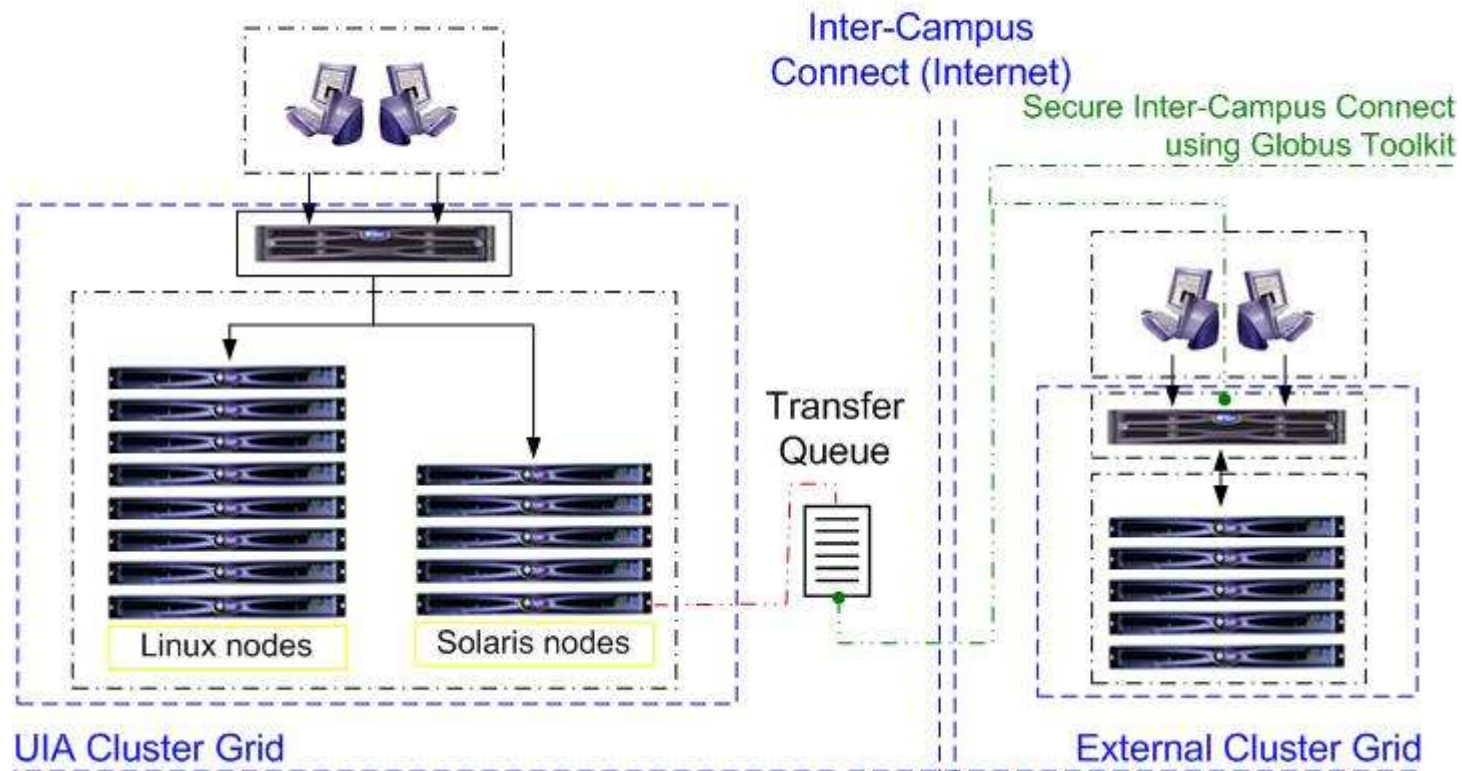 Inter-Campus
Connect (Internet)
Secure Inter-Campus Connect
using Globus Toolkit
Transfer
Queue
Linux nodes
Solaris nodes
UIA Cluster Grid
External Cluster Grid